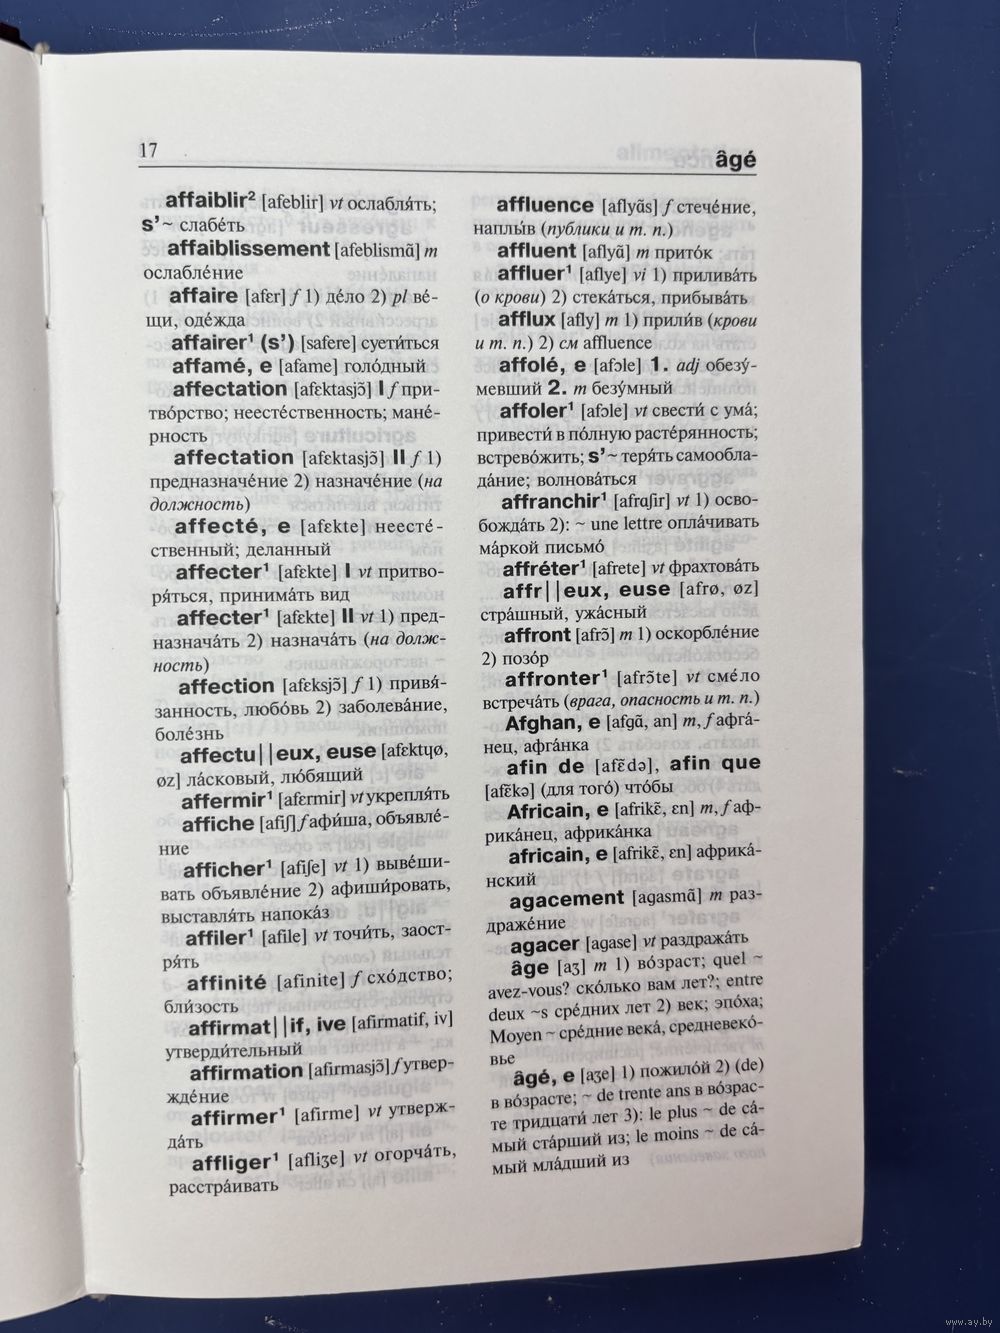 17
âgé
affaiblir² [afeblir] vt ослабля́ть;
s’~ слабе́ть
affaiblissement [afeblismɑ̃] m
ослабле́ние
affaire [afɛr] f 1) де́ло 2) pl ве́-
щи, оде́жда
affairer¹ (s’) [safere] суети́ться
affamé, e [afame] голо́дный
affectation [afɛktasjɔ̃] I f при-
тво́рство; неесте́ственность; мане́-
рность
affectation [afɛktasjɔ̃] II f 1)
предназначе́ние 2) назначе́ние (на
до́лжность)
affecté, e [afɛkte] неесте́-
ственный; де́ланный
affecter¹ [afɛkte] I vt притво-
ря́ться, принима́ть вид
affecter¹ [afɛkte] II vt 1) пред-
назнача́ть 2) назнача́ть (на до́лж-
ность)
affection [afɛksjɔ̃] f 1) привя́-
занность, любо́вь 2) заболева́ние,
боле́знь
affectu||eux, euse [afɛktɥø,
øz] ла́сковый, лю́бящий
affermir¹ [afɛrmir] vt укрепля́ть
affiche [afiʃ] f афи́ша, объявле́-
ние
afficher¹ [afiʃe] vt 1) выве́ши-
вать объявле́ние 2) афиши́ровать,
выставля́ть напока́з
affiler¹ [afile] vt точи́ть, заост-
ря́ть
affinité [afinite] f схо́дство;
бли́зость
affirmat||if, ive [afirmatif, iv]
утверди́тельный
affirmation [afirmasjɔ̃] f утвер-
жде́ние
affirmer¹ [afirme] vt утверж-
да́ть
affliger¹ [afliʒe] vt огорча́ть,
расстра́ивать
affluence [aflyɑ̃s] f стече́ние,
наплы́в (публики и т. п.)
affluent [aflyɑ̃] m прито́к
affluer¹ [aflye] vi 1) прилива́ть
(о крови) 2) стека́ться, прибыва́ть
afflux [afly] m 1) прили́в (крови
и т. п.) 2) см affluence
affolé, e [afɔle] 1. adj обезу́-
мевший 2. m безу́мный
affoler¹ [afɔle] vt свести́ с ума́;
привести́ в по́лную расте́рянность;
встрево́жить; s’~ теря́ть самообла-
да́ние; волнова́ться
affranchir¹ [afrɑ̃ʃir] vt 1) осво-
божда́ть 2): ~ une lettre опла́чивать
ма́ркой письмо́
affréter¹ [afrete] vt фрахтова́ть
affr||eux, euse [afrø, øz]
стра́шный, ужа́сный
affront [afrɔ̃] m 1) оскорбле́ние
2) позо́р
affronter¹ [afrɔ̃te] vt сме́ло
встреча́ть (врага, опасность и т. п.)
Afghan, e [afgɑ̃, an] m, f афга́-
нец, афга́нка
afin de [afɛ̃də], afin que
[afɛ̃kə] (для того́) что́бы
Africain, e [afrikɛ̃, ɛn] m, f аф-
рика́нец, африка́нка
africain, e [afrikɛ̃, ɛn] африка́-
нский
agacement [agasmɑ̃] m раз-
драже́ние
agacer [agase] vt раздража́ть
âge [aʒ] m 1) во́зраст; quel ~
avez-vous? ско́лько вам лет?; entre
deux ~s сре́дних лет 2) век; эпо́ха;
Moyen ~ сре́дние века́, средневеко́-
вье
âgé, e [aʒe] 1) пожило́й 2) (de)
в во́зрасте; ~ de trente ans в во́зрас-
те тридцати́ лет 3): le plus ~ de са́-
мый ста́рший из; le moins ~ de са́-
мый мла́дший из
www.ay.by